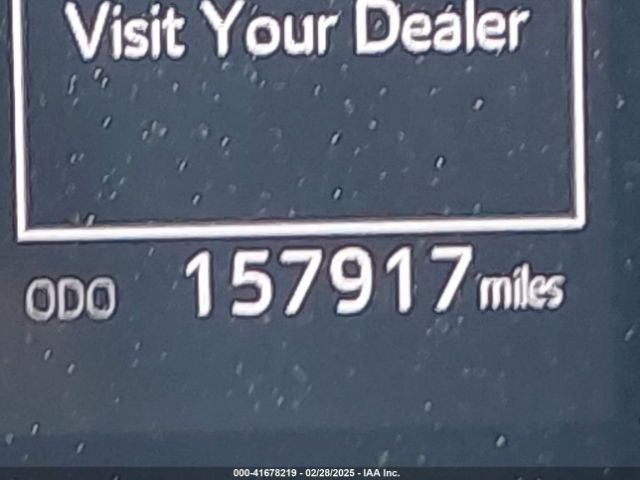 Visit Your Dealer
ODO 157917 miles
000-41678219 - 02/28/2025 - IAA Inc.